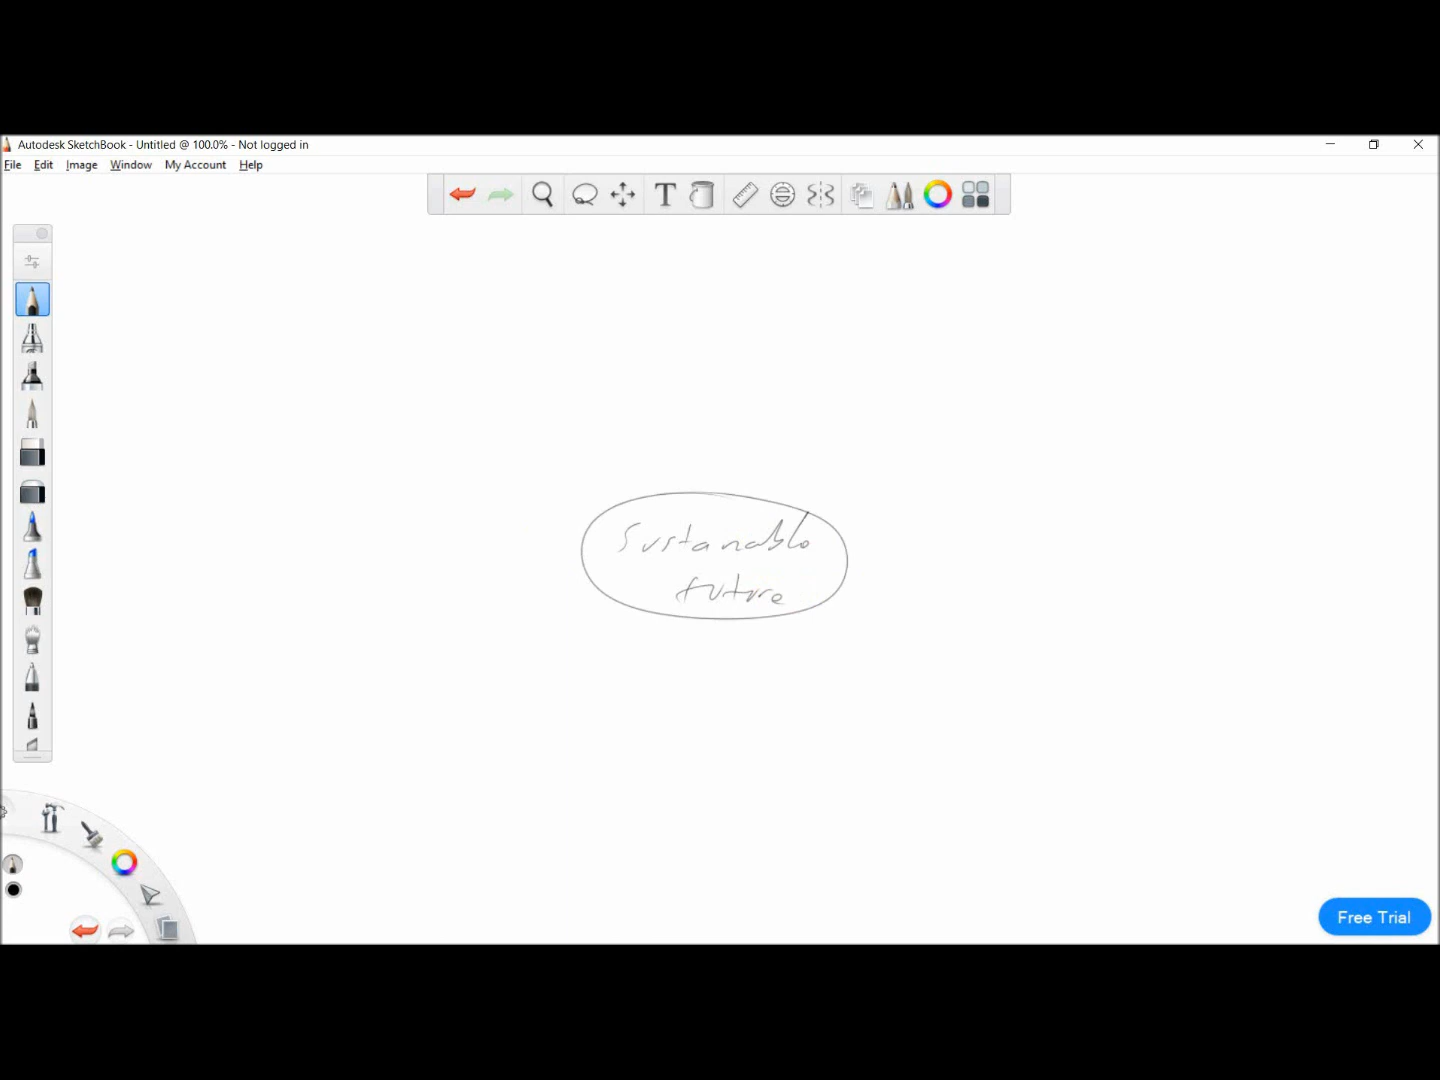 Autodesk SketchBook - Untitled @ 100.0% - Not logged in
File Edit Image Window My Account Help
Sustanable
future
Free Trial